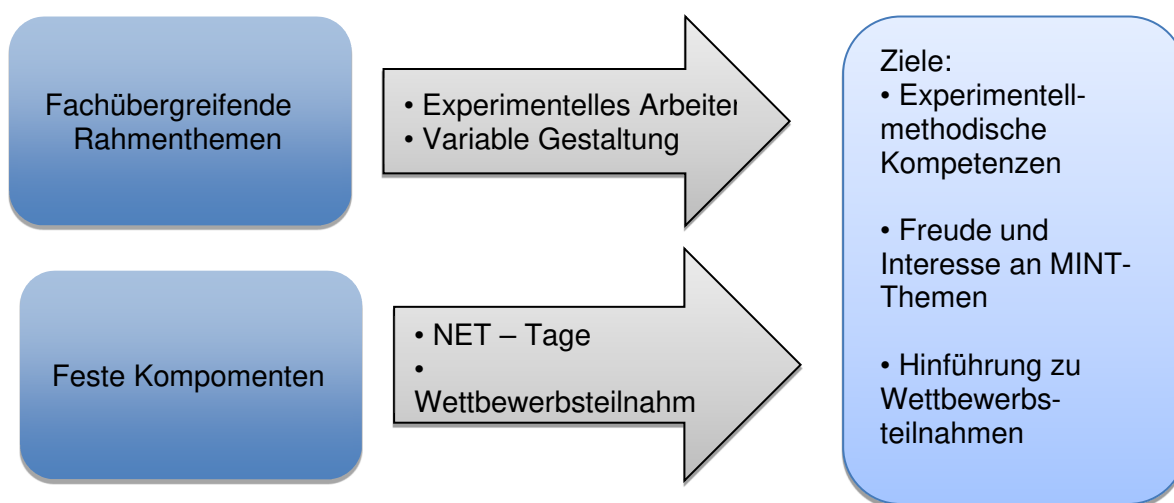 Fachübergreifende
Rahmenthemen
• Experimentelles Arbeiten
• Variable Gestaltung
Feste Kompomenten
• NET – Tage
•
Wettbewerbsteilnahm
Ziele:
• Experimentell-
methodische
Kompetenzen
• Freude und
Interesse an MINT-
Themen
• Hinführung zu
Wettbewerbs-
teilnahmen